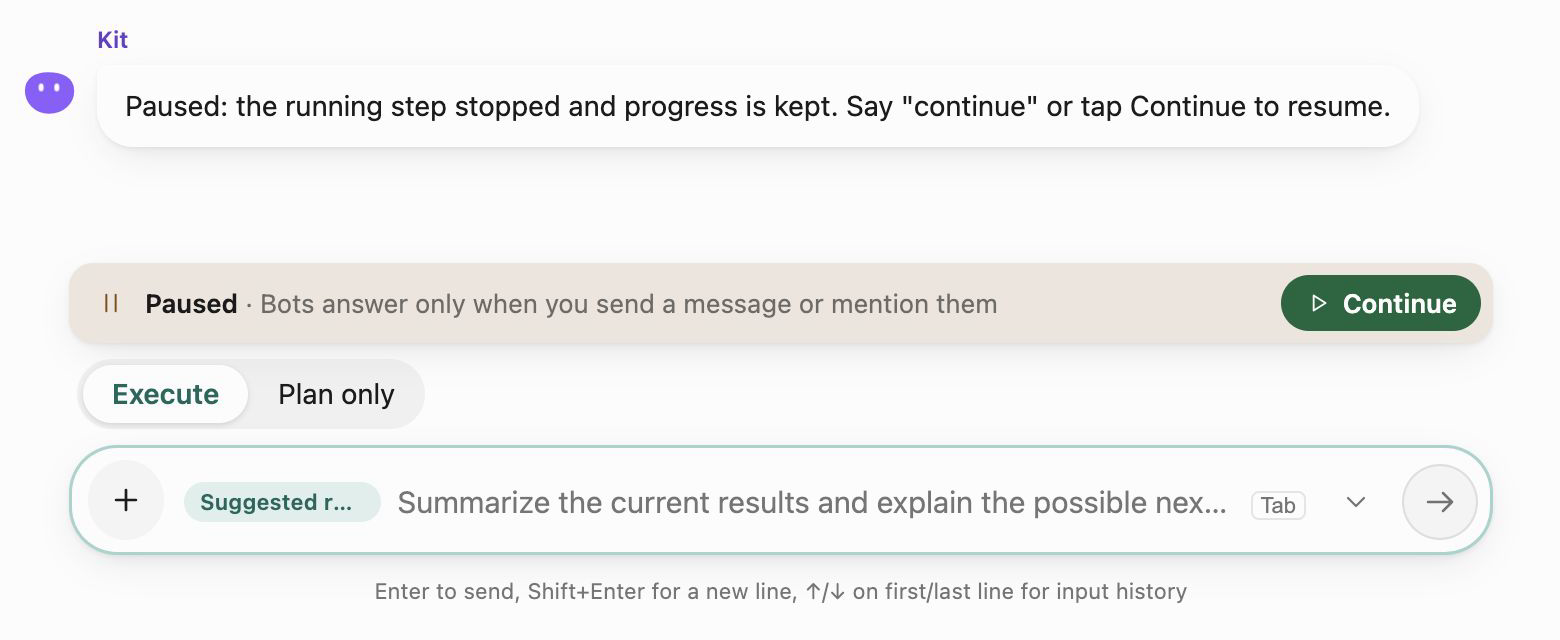 Kit
Paused: the running step stopped and progress is kept. Say "continue" or tap Continue to resume.
Paused · Bots answer only when you send a message or mention them
Continue
Execute
Plan only
Suggested r...
Summarize the current results and explain the possible nex...
Tab
Enter to send, Shift+Enter for a new line, ↑/↓ on first/last line for input history